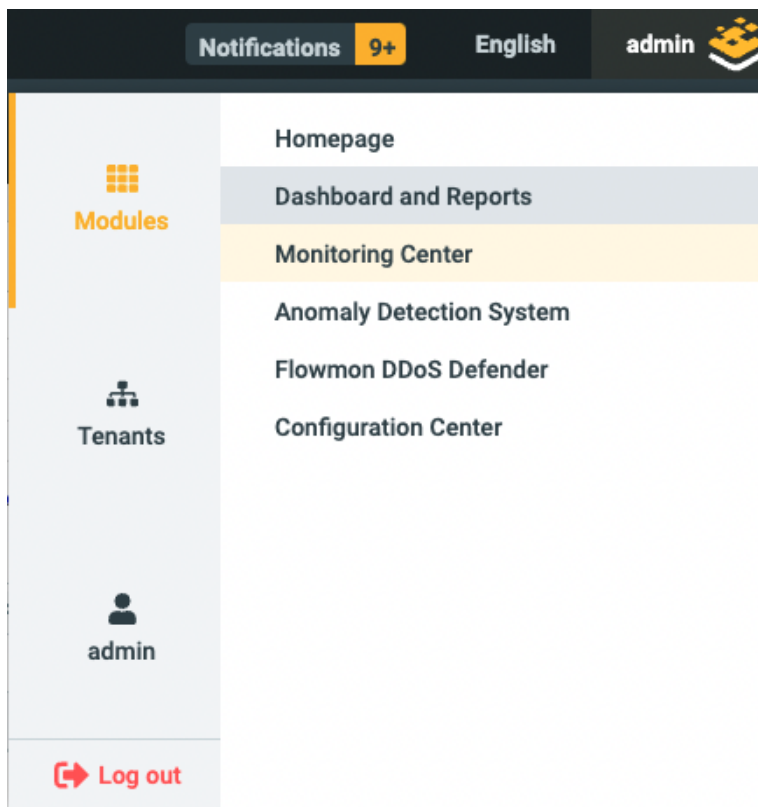 Notifications 9+ English admin
Modules
Homepage
Dashboard and Reports
Monitoring Center
Anomaly Detection System
Flowmon DDoS Defender
Configuration Center
Tenants
admin
Log out